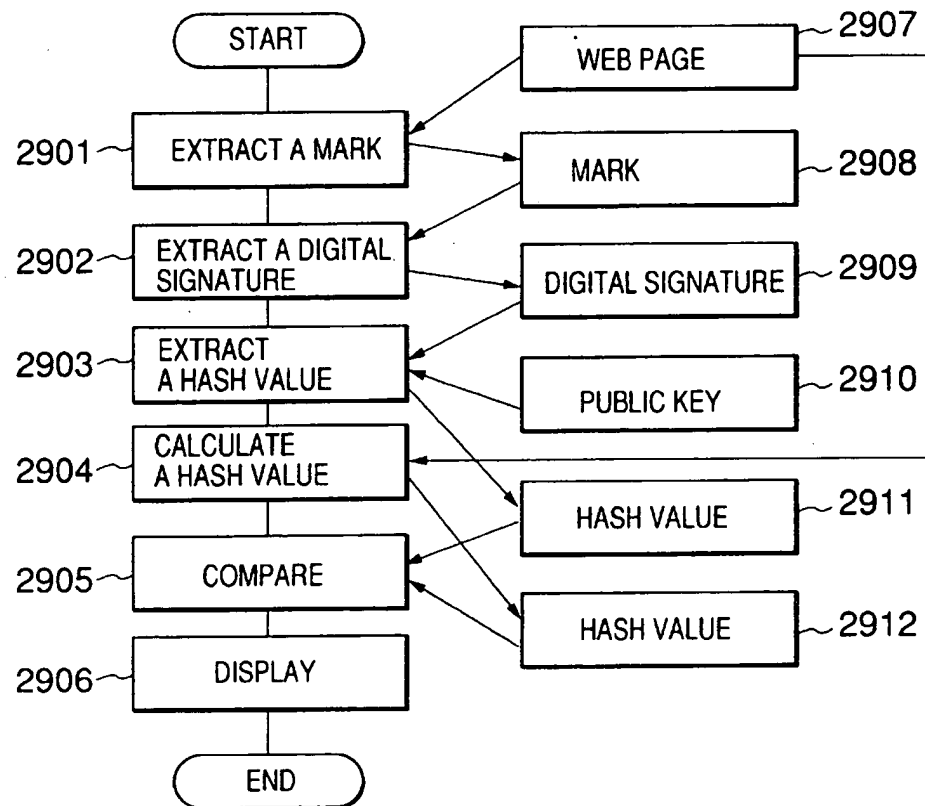 START
2907
WEB PAGE
2901
EXTRACT A MARK
2908
MARK
2902
EXTRACT A DIGITAL
SIGNATURE
2909
DIGITAL SIGNATURE
2903
EXTRACT
A HASH VALUE
2910
PUBLIC KEY
2904
CALCULATE
A HASH VALUE
2911
HASH VALUE
2905
COMPARE
2912
HASH VALUE
2906
DISPLAY
END